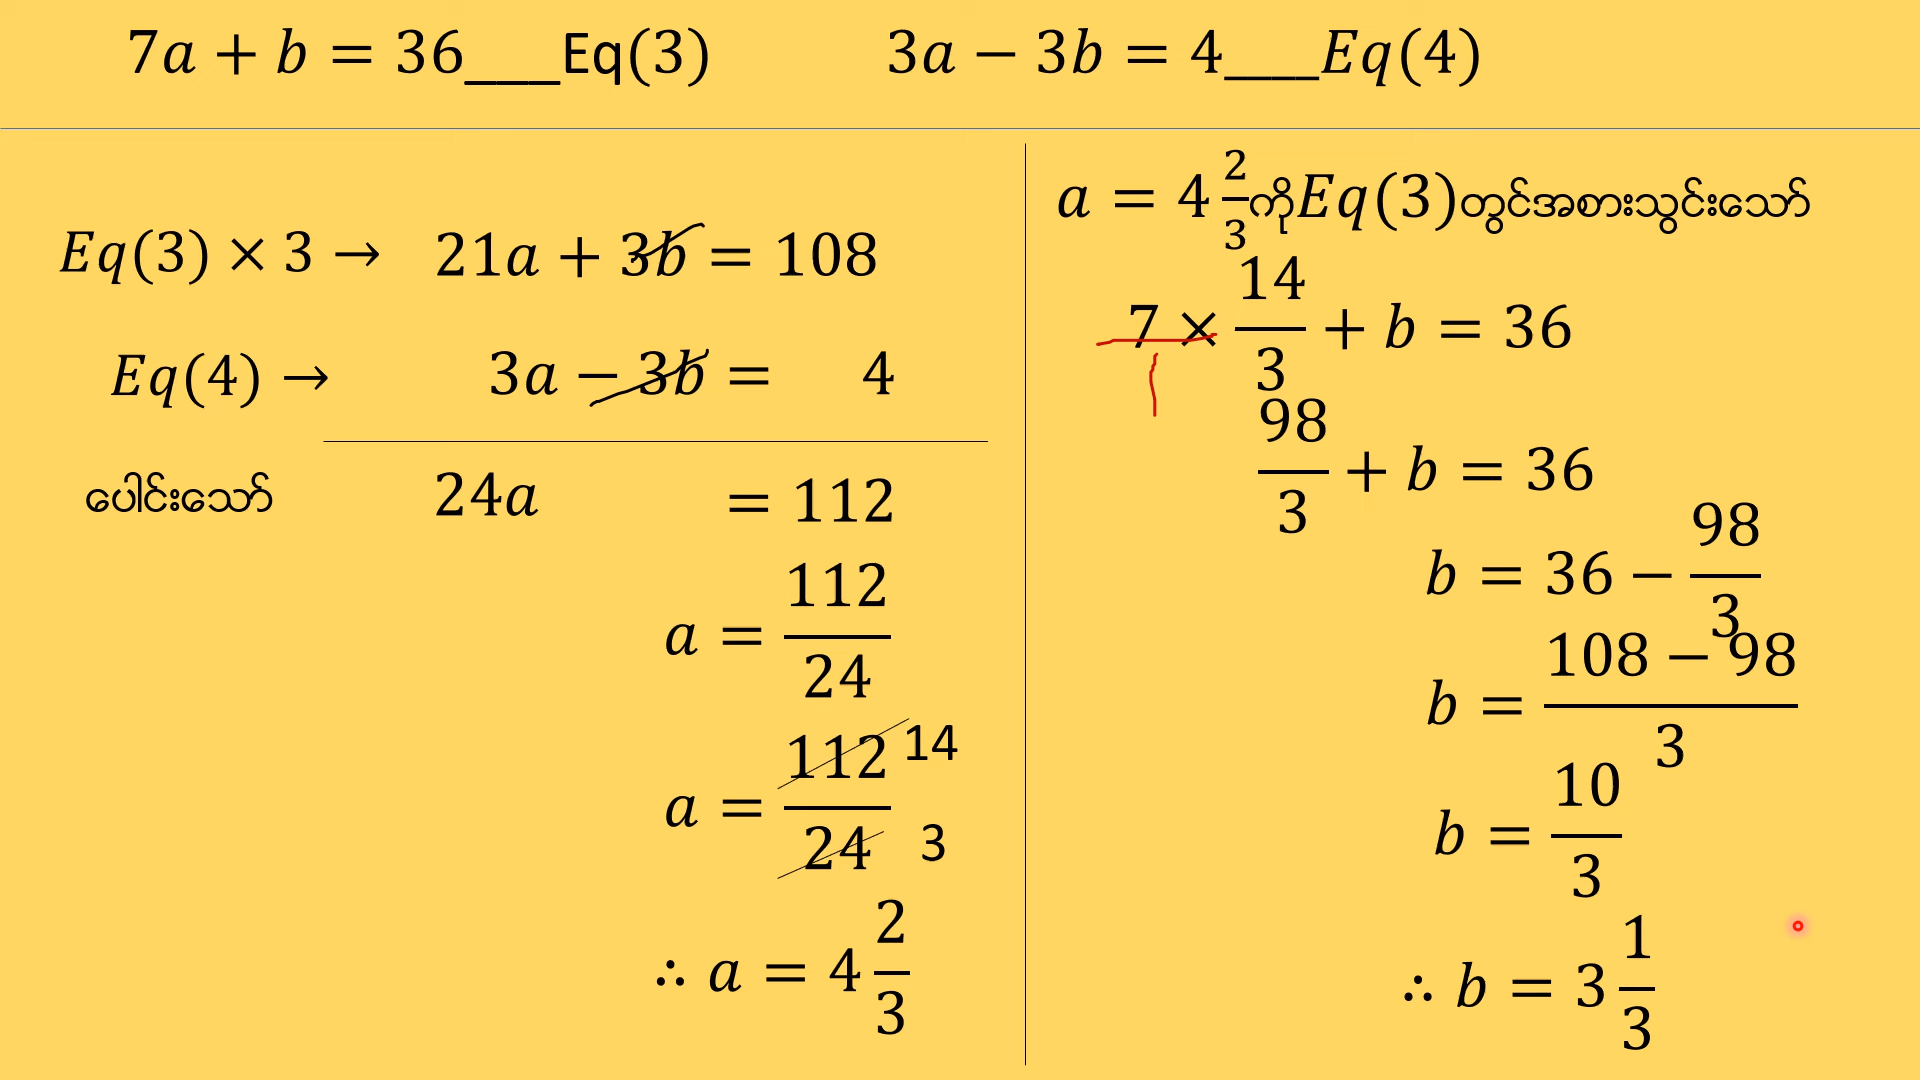 7a + b = 36___Eq(3) 3a − 3b = 4___Eq(4)
Eq(3) × 3 → 21a + 3b = 108
Eq(4) → 3a − 3b = 4
ပေါင်းသော် 24a = 112
a = 112/24
a = 112/24 14 3
∴ a = 4 2/3
a = 4 2/3 ကို Eq(3) တွင်အစားသွင်းသော်
7 × 14/3 + b = 36
98/3 + b = 36
b = 36 − 98/3
b = (108 − 98)/3
b = 10/3
∴ b = 3 1/3